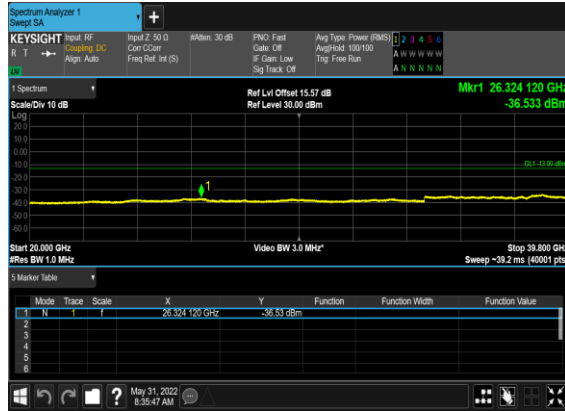 Spectrum Analyzer 1
Swept SA
+
KEYSIGHT Input: RF Input Z: 50 Ω #Atten: 30 dB PNO: Fast Avg Type: Power (RMS) 1 2 3 4 5 6
R T Coupling: DC Corr CCorr Gate: Off Avg|Hold: 100/100 A W W W W W
Align: Auto Freq Ref: Int (S) IF Gain: Low Trig: Free Run
Sig Track: Off A N N N N N
1 Spectrum Ref Lvl Offset 15.57 dB Mkr1 26.324 120 GHz
Scale/Div 10 dB Ref Level 30.00 dBm -36.533 dBm
Log
20.0
10.0
0.00
-10.0
DL1 -13.00 dBm
-20.0
1
-30.0
-40.0
-50.0
-60.0
Start 20.000 GHz Video BW 3.0 MHz* Stop 39.800 GHz
#Res BW 1.0 MHz Sweep ~39.2 ms (40001 pts)
5 Marker Table
Mode Trace Scale X Y Function Function Width Function Value
1 N 1 f 26.324 120 GHz -36.53 dBm
2
3
4
5
6
? May 31, 2022
8:35:47 AM